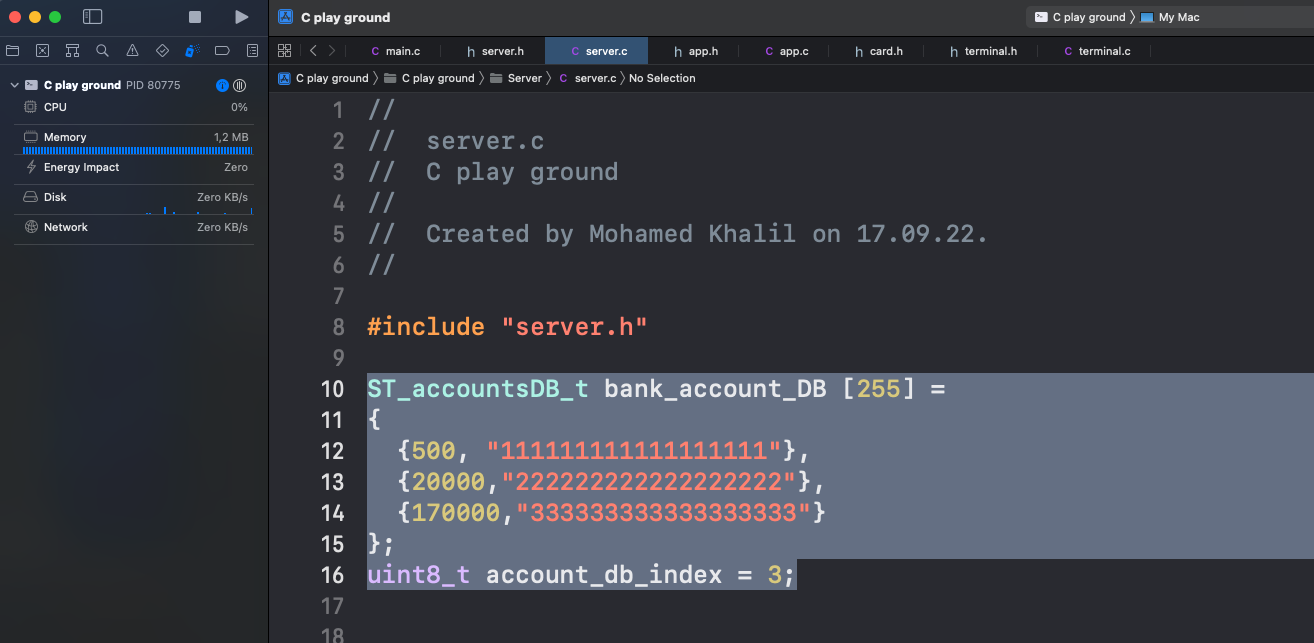 C play ground
C play ground
My Mac
C main.c
h server.h
C server.c
h app.h
C app.c
h card.h
h terminal.h
C terminal.c
C play ground
C play ground
Server
C server.c
No Selection
C play ground PID 80775
CPU 0%
Memory 1,2 MB
Energy Impact Zero
Disk Zero KB/s
Network Zero KB/s
1 //
2 //  server.c
3 //  C play ground
4 //
5 //  Created by Mohamed Khalil on 17.09.22.
6 //
7
8 #include "server.h"
9
10 ST_accountsDB_t bank_account_DB [255] =
11 {
12   {500, "111111111111111111"},
13   {20000,"222222222222222222"},
14   {170000,"333333333333333333"}
15 };
16 uint8_t account_db_index = 3;
17
18